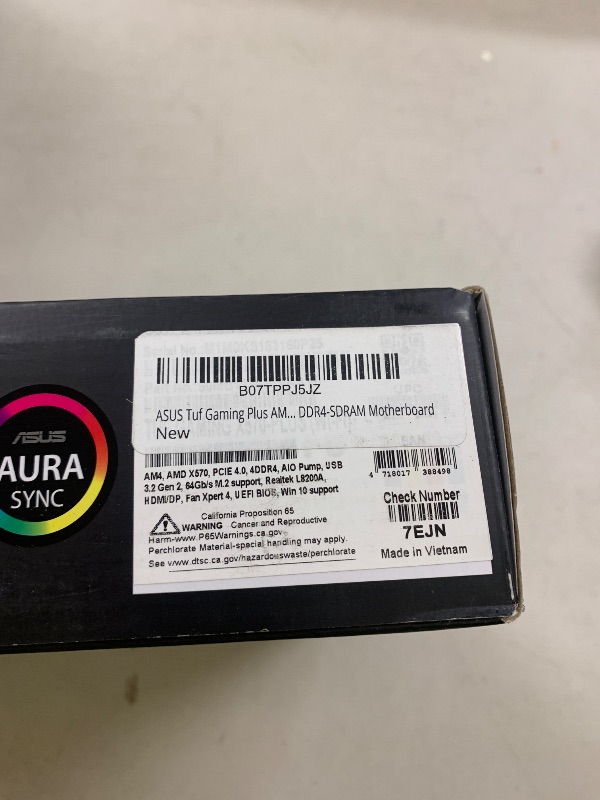 ASUS
AURA
SYNC
B07TPPJ5JZ
ASUS Tuf Gaming Plus AM... DDR4-SDRAM Motherboard
New
AM4, AMD X570, PCIE 4.0, 4DDR4, AIO Pump, USB
3.2 Gen 2, 64Gb/s M.2 support, Realtek L8200A,
HDMI/DP, Fan Xpert 4, UEFI BIOS, Win 10 support
4 718017 388498
California Proposition 65
WARNING Cancer and Reproductive
Harm-www.P65Warnings.ca.gov
Perchlorate Material-special handling may apply.
See www.dtsc.ca.gov/hazardouswaste/perchlorate
Check Number
7EJN
Made in Vietnam